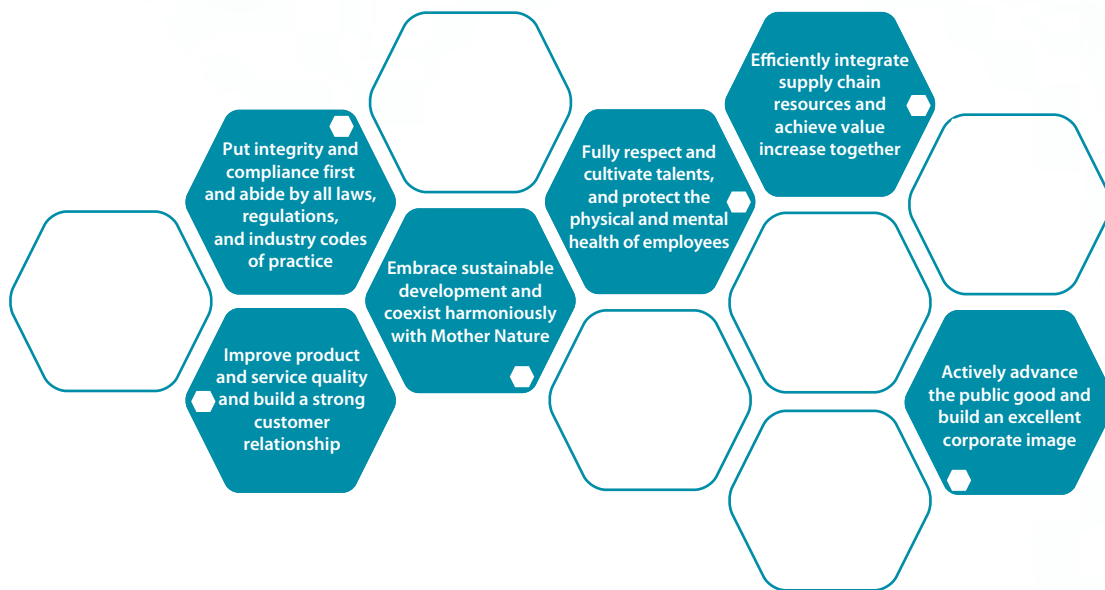 Put integrity and
compliance first
and abide by all laws,
regulations,
and industry codes
of practice
Improve product
and service quality
and build a strong
customer
relationship
Embrace sustainable
development and
coexist harmoniously
with Mother Nature
Fully respect and
cultivate talents,
and protect the
physical and mental
health of employees
Efficiently integrate
supply chain
resources and
achieve value
increase together
Actively advance
the public good and
build an excellent
corporate image